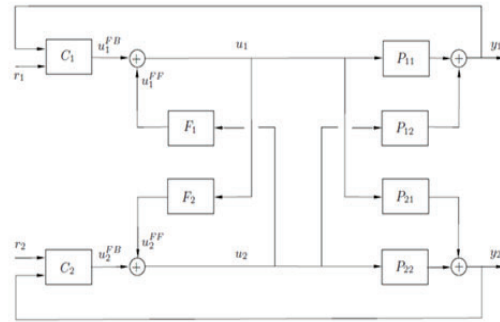 u₁ y₁
C₁ u₁ᶠᴮ P₁₁
r₁ u₁ᶠᶠ
F₁ P₁₂
F₂ P₂₁
r₂ u₂ᶠᶠ
C₂ u₂ᶠᴮ u₂ P₂₂ y₂